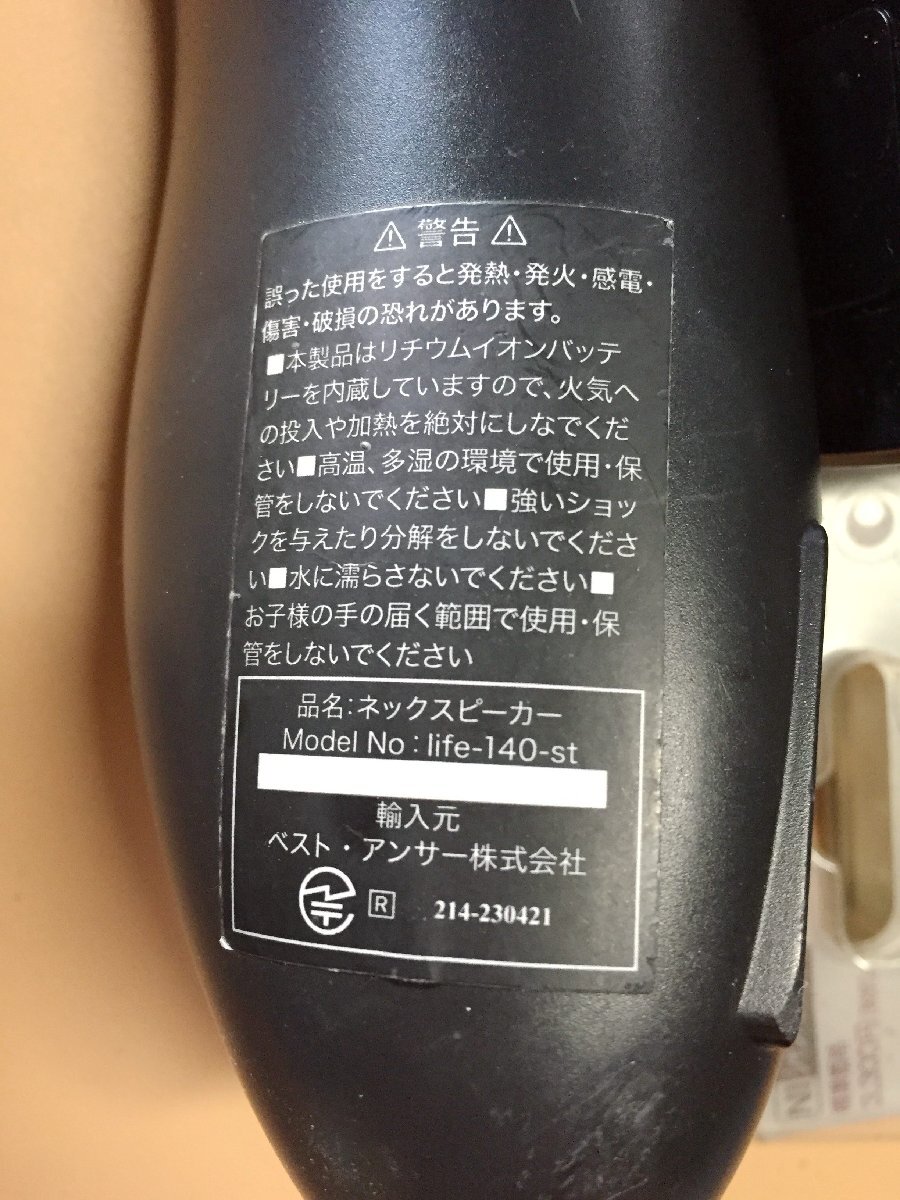 ⚠警告⚠
誤った使用をすると発熱・発火・感電・
傷害・破損の恐れがあります。
■本製品はリチウムイオンバッテ
リーを内蔵していますので、火気へ
の投入や加熱を絶対にしなでくだ
さい■高温、多湿の環境で使用・保
管をしないでください■強いショッ
クを与えたり分解をしないでくださ
い■水に濡らさないでください■
お子様の手の届く範囲で使用・保
管をしないでください
品名:ネックスピーカー
Model No : life-140-st
輸入元
ベスト・アンサー株式会社
R 214-230421